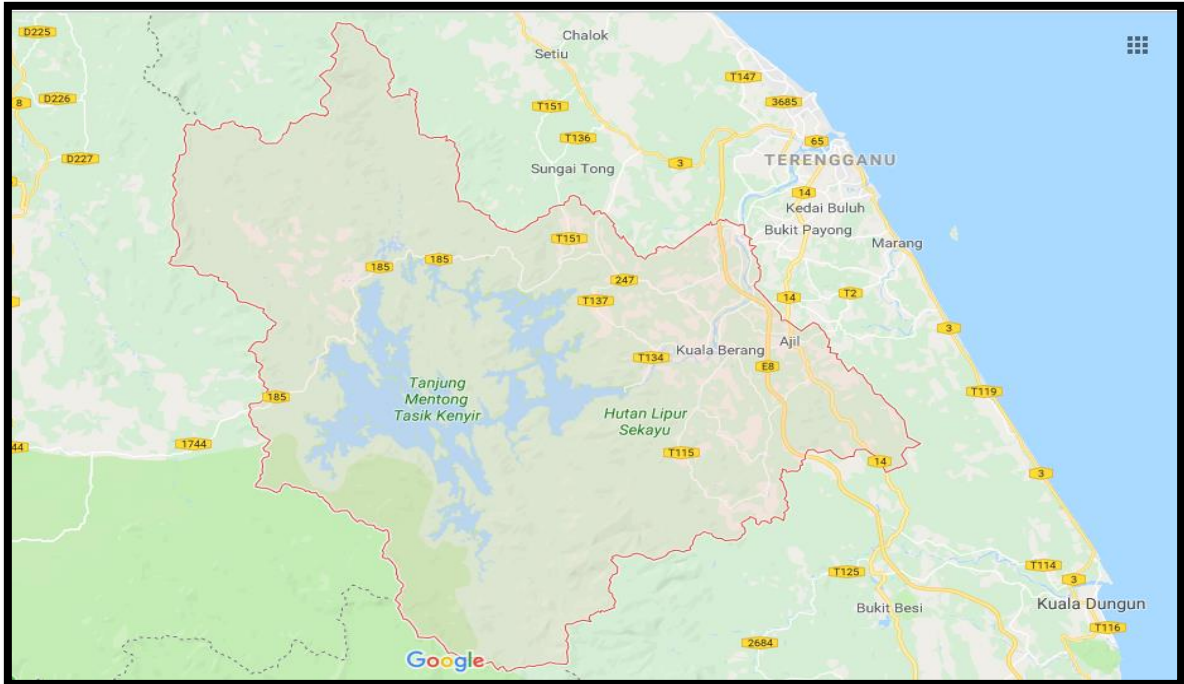 D225
Chalok
Setiu
T147
8
D226
T151
3685
T136
65
D227
3
TERENGGANU
Sungai Tong
14
Kedai Buluh
Bukit Payong
T151
Marang
185
185
247
T137
14
T2
3
Ajil
Kuala Berang
T134
E8
Tanjung
Mentong
Tasik Kenyir
185
T119
Hutan Lipur
Sekayu
44
1744
T115
14
3
T125
T114
3
Bukit Besi
Kuala Dungun
T116
2684
Google